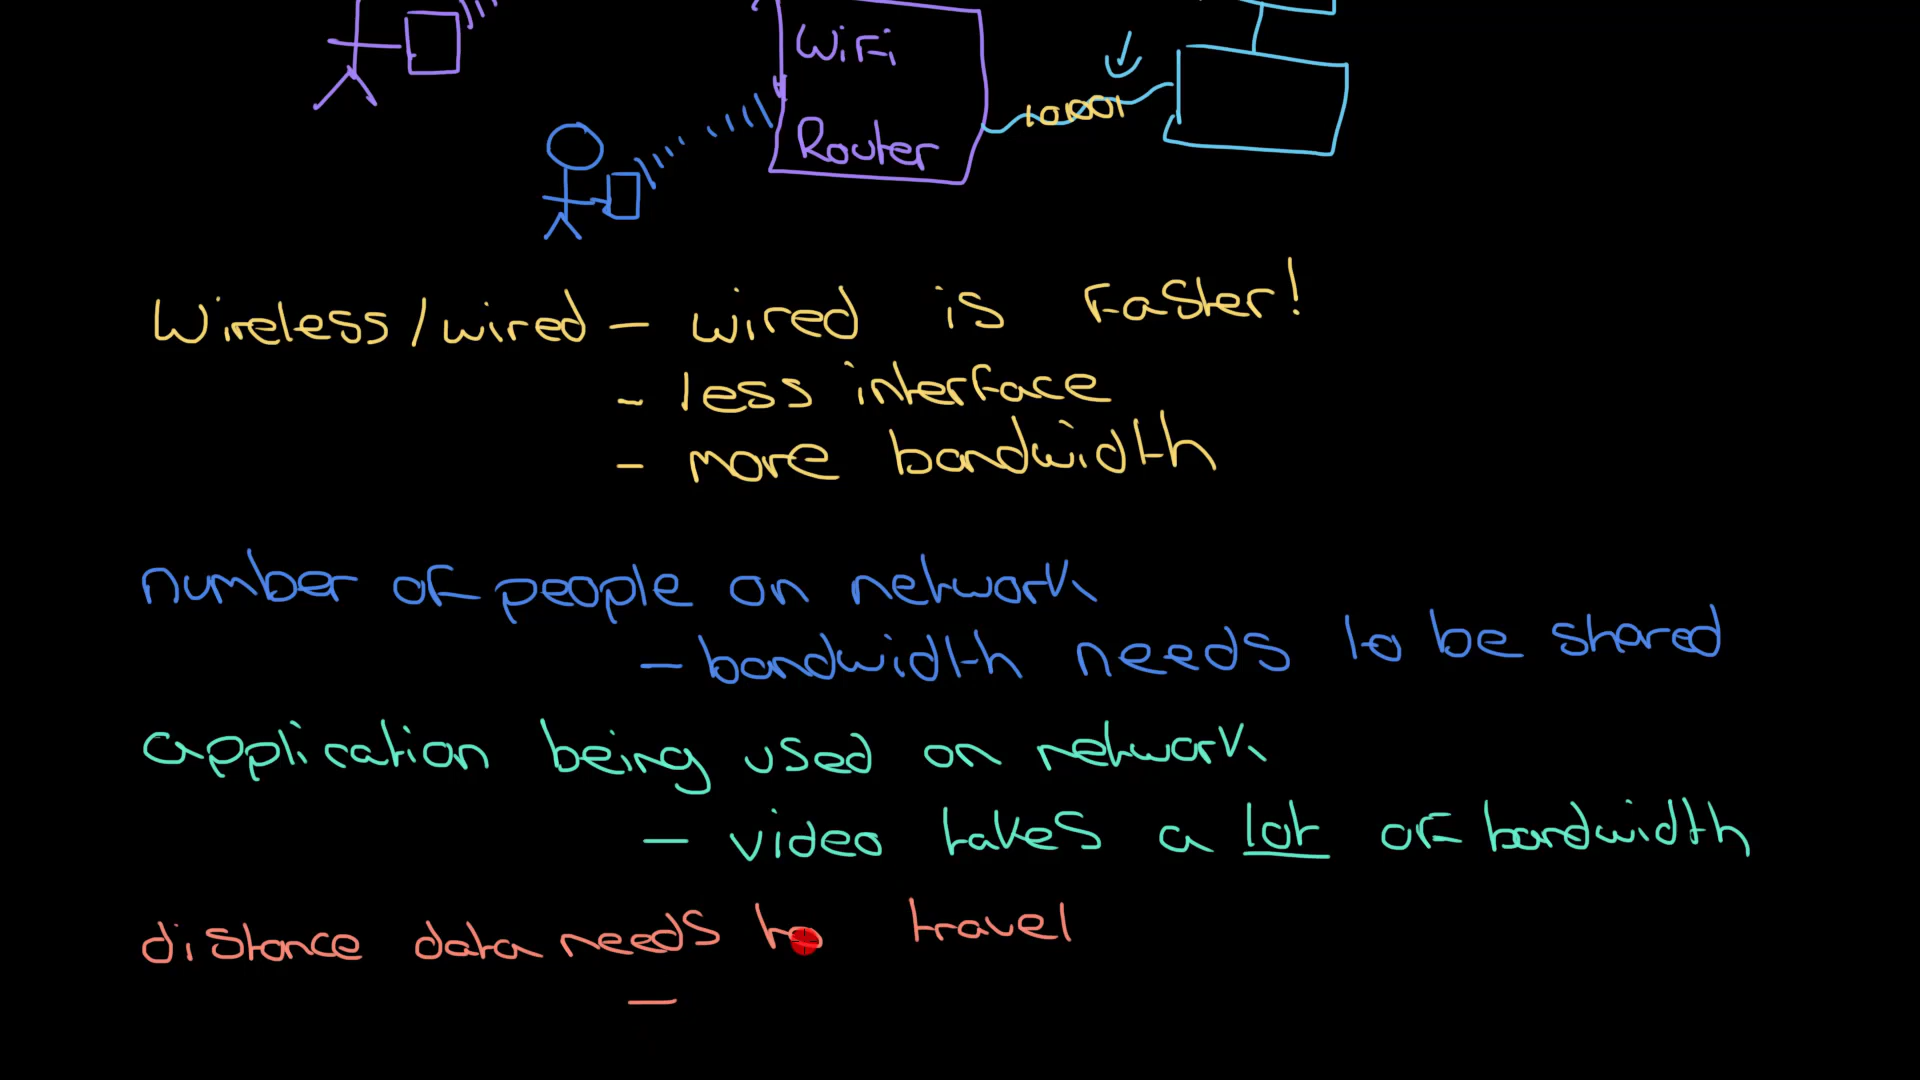 WiFi
Router
10001
Wireless/wired - wired is faster!
- less interface
- more bandwidth
number of people on network
- bandwidth needs to be shared
application being used on network
- video takes a lot of bandwidth
distance data needs to travel
-